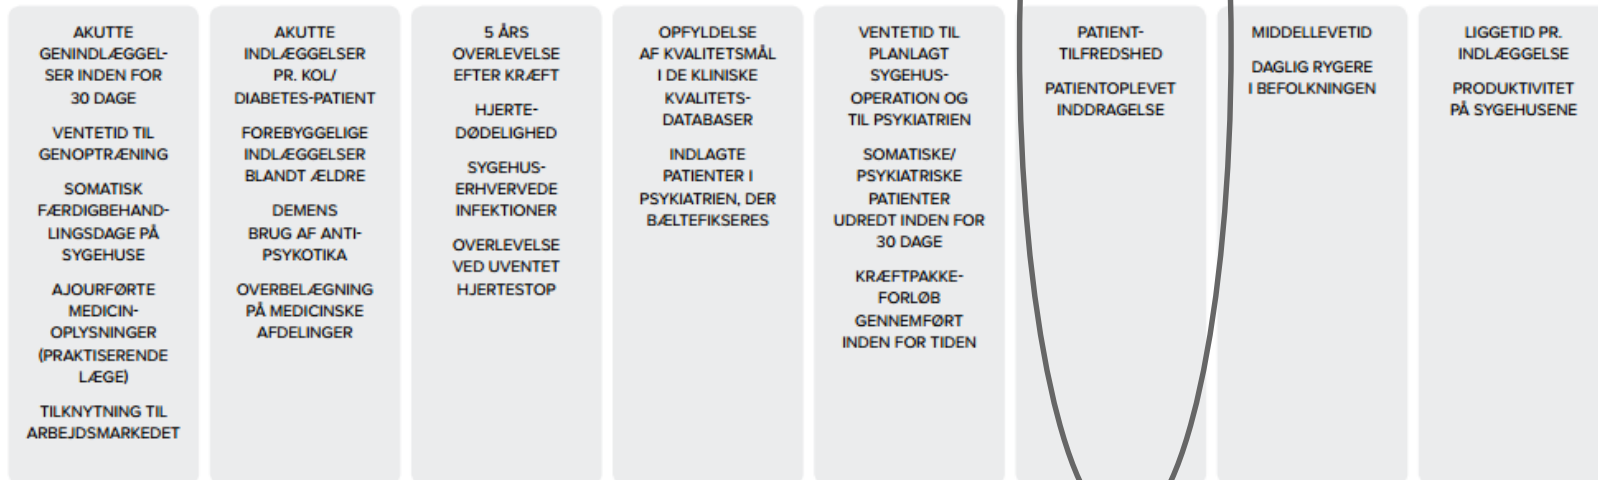 AKUTTE
GENINDLÆGGEL-
SER INDEN FOR
30 DAGE
VENTETID TIL
GENOPTRÆNING
SOMATISK
FÆRDIGBEHAND-
LINGSDAGE PÅ
SYGEHUSE
AJOURFØRTE
MEDICIN-
OPLYSNINGER
(PRAKTISERENDE
LÆGE)
TILKNYTNING TIL
ARBEJDSMARKEDET
AKUTTE
INDLÆGGELSER
PR. KOL/
DIABETES-PATIENT
FOREBYGGELIGE
INDLÆGGELSER
BLANDT ÆLDRE
DEMENS
BRUG AF ANTI-
PSYKOTIKA
OVERBELÆGNING
PÅ MEDICINSKE
AFDELINGER
5 ÅRS
OVERLEVELSE
EFTER KRÆFT
HJERTE-
DØDELIGHED
SYGEHUS-
ERHVERVEDE
INFEKTIONER
OVERLEVELSE
VED UVENTET
HJERTESTOP
OPFYLDELSE
AF KVALITETSMÅL
I DE KLINISKE
KVALITETS-
DATABASER
INDLAGTE
PATIENTER I
PSYKIATRIEN, DER
BÆLTEFIKSERES
VENTETID TIL
PLANLAGT
SYGEHUS-
OPERATION OG
TIL PSYKIATRIEN
SOMATISKE/
PSYKIATRISKE
PATIENTER
UDREDT INDEN FOR
30 DAGE
KRÆFTPAKKE-
FORLØB
GENNEMFØRT
INDEN FOR TIDEN
PATIENT-
TILFREDSHED
PATIENTOPLEVET
INDDRAGELSE
MIDDELLEVETID
DAGLIG RYGERE
I BEFOLKNINGEN
LIGGETID PR.
INDLÆGGELSE
PRODUKTIVITET
PÅ SYGEHUSENE